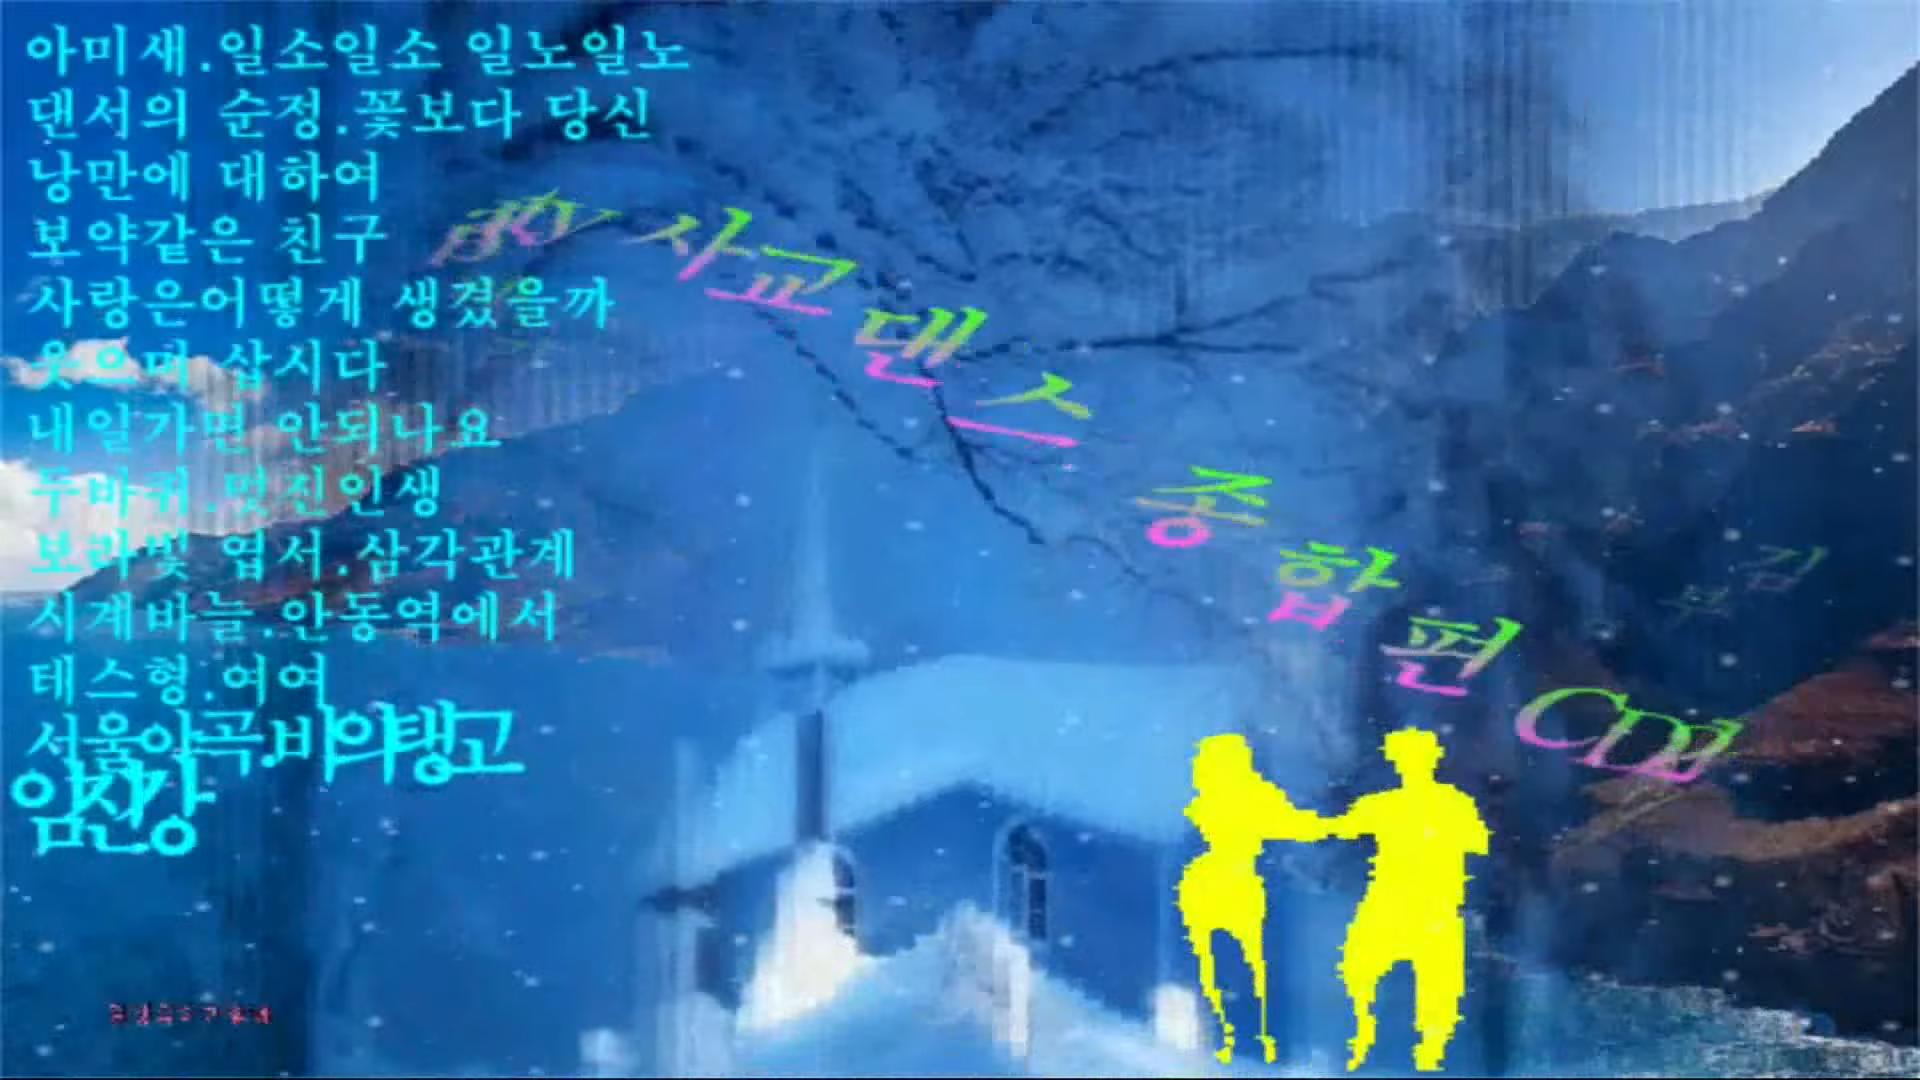 아미새.일소일소 일노일노
댄서의 순정.꽃보다 당신
낭만에 대하여
보약같은 친구
사랑은어떻게 생겼을까
웃으며 삽시다
내일가면 안되나요
두바퀴.멋진인생
보라빛 엽서.삼각관계
시계바늘.안동역에서
테스형.여여
서울야곡.비의탱고
임진강
사교댄스 종합편